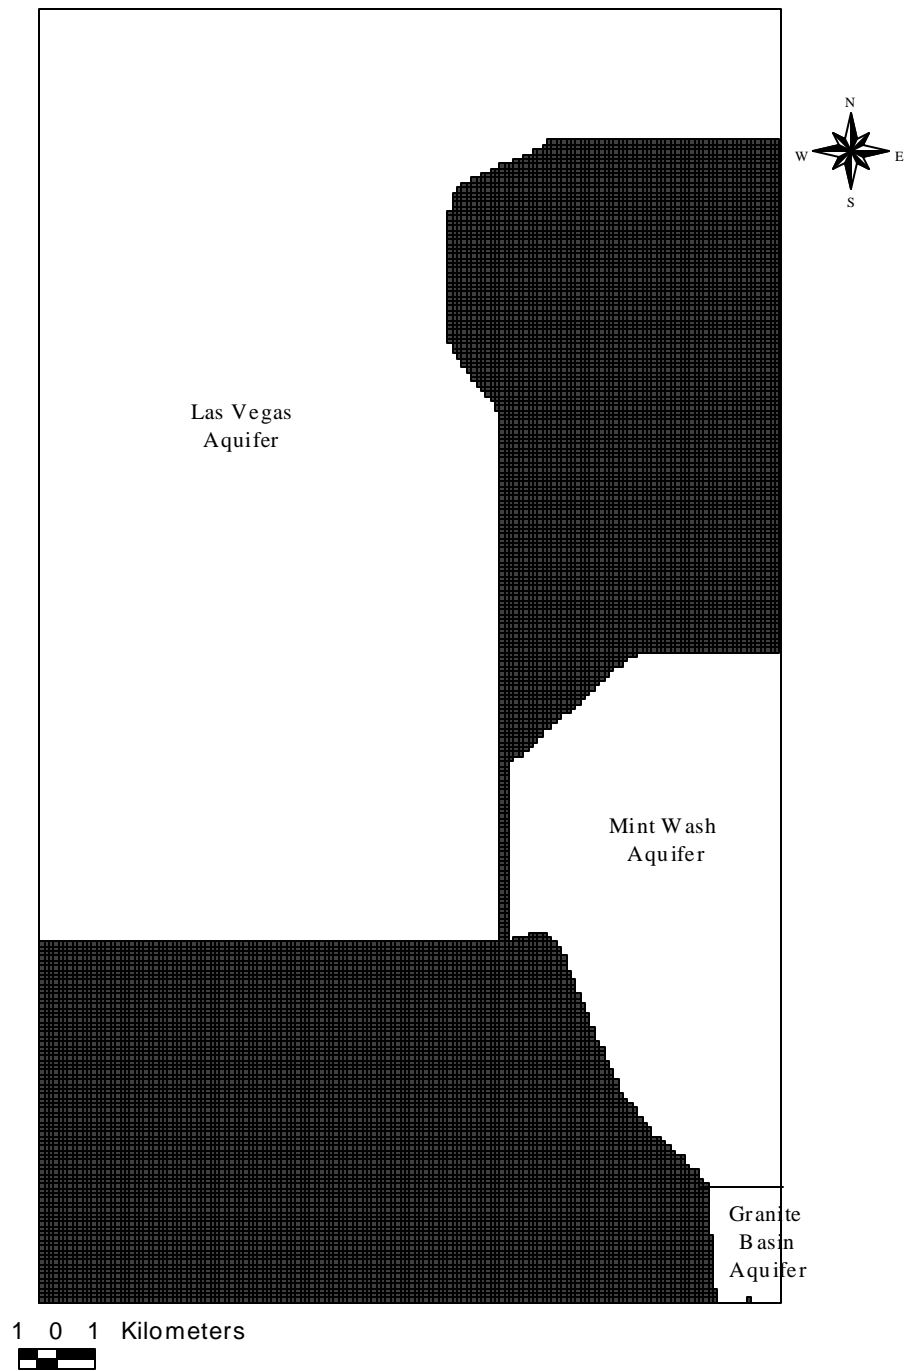 N
W E
S
Las Vegas
Aquifer
Mint Wash
Aquifer
Granite
Basin
Aquifer
1 0 1 Kilometers